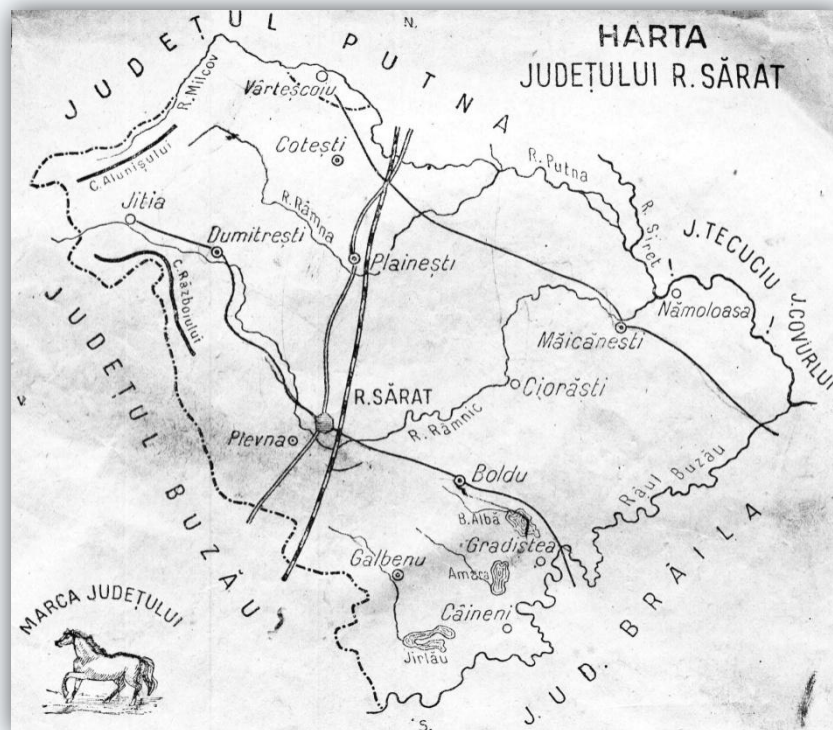 N.
HARTA
JUDEȚULUI R. SĂRAT
JUDEȚUL PUTNA
R. Milcov
Vârteșcoiu
C. Alunișului
Cotești
R. Putna
R. Râmna
R. Siret
J. TECUCIU
Jitia
Dumitrești
Plainești
C. Războiului
Nămoloasa
J. COVURLUI
Măicănești
JUDEȚUL BUZĂU
R. SĂRAT
Ciorăsti
R. Râmnic
V.
Plevna
Boldu
Râul Buzău
B. Albă
Gradiștea
Galbenu
Amara
JUD. BRĂILA
MARCA JUDEȚULUI
Câineni
Jirlău
S.